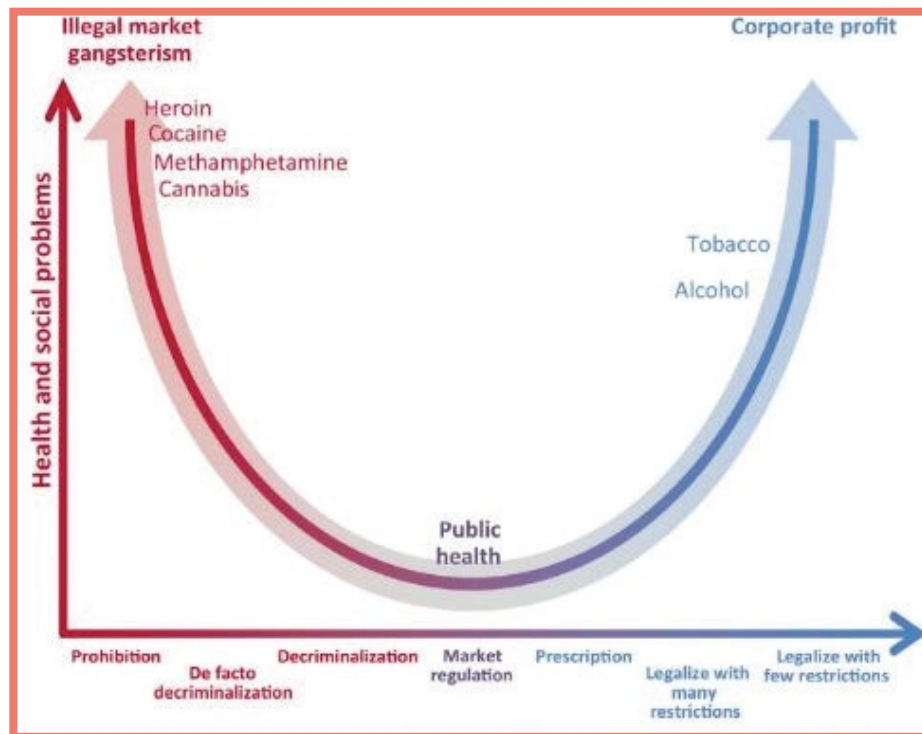 Illegal market
gangsterism
Corporate profit
Heroin
Cocaine
Methamphetamine
Cannabis
Health and social problems
Tobacco
Alcohol
Public
health
Prohibition
De facto
decriminalization
Decriminalization
Market
regulation
Prescription
Legalize with
many
restrictions
Legalize with
few restrictions